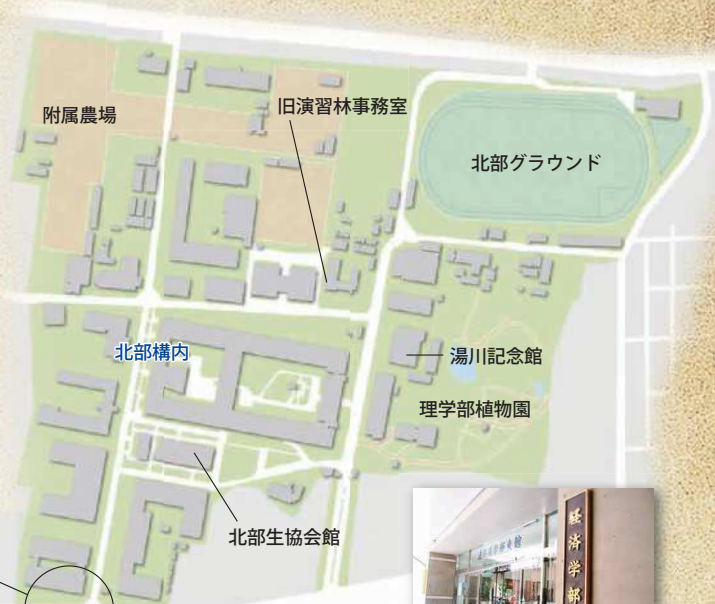 附属農場
旧演習林事務室
北部グラウンド
北部構内
湯川記念館
理学部植物園
北部生協会館
経済学部